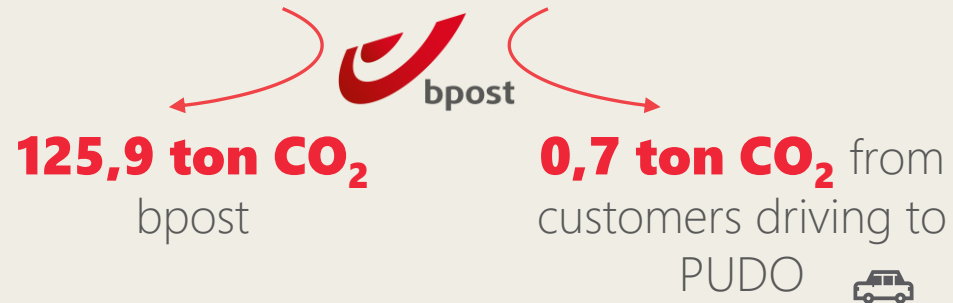 bpost
125,9 ton CO₂
bpost
0,7 ton CO₂ from
customers driving to
PUDO